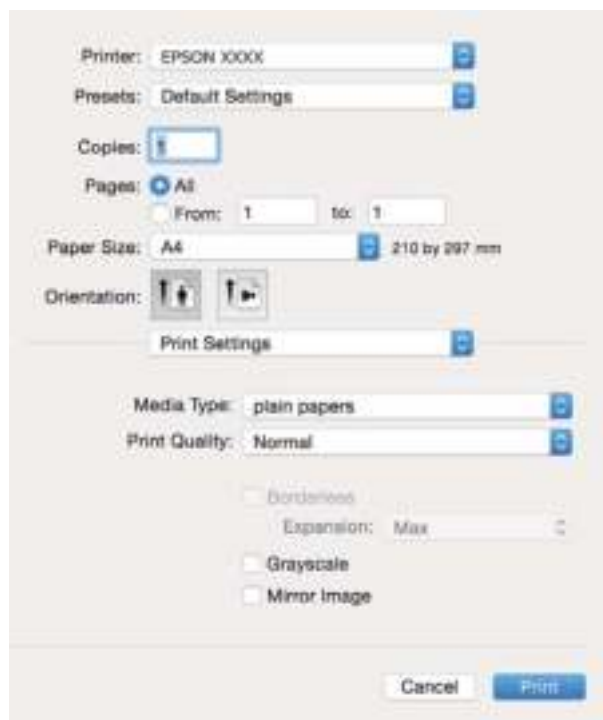 Printer: EPSON XXXX
Presets: Default Settings
Copies: 1
Pages: All
From: 1 to: 1
Paper Size: A4 210 by 297 mm
Orientation:
Print Settings
Media Type: plain papers
Print Quality: Normal
Borderless
Expansion: Max
Grayscale
Mirror Image
Cancel Print